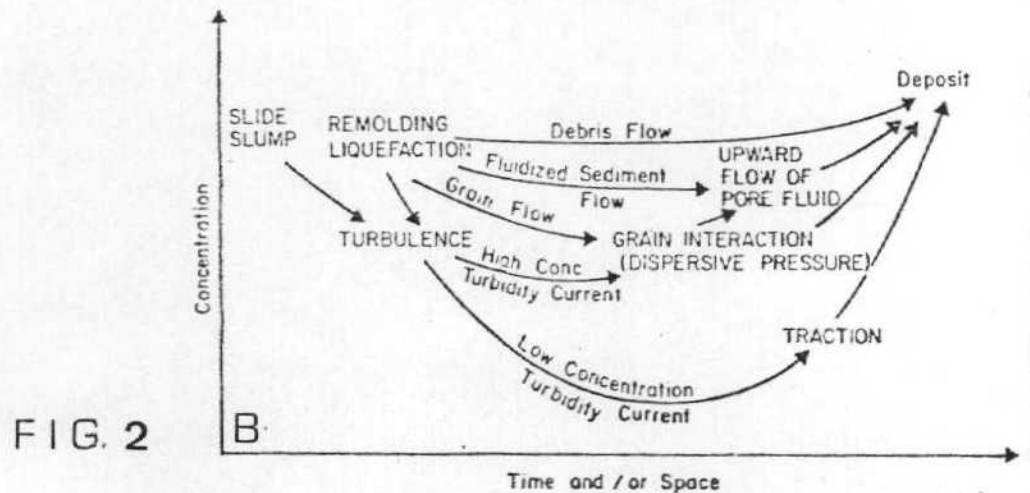 Deposit
SLIDE
SLUMP
REMOLDING
LIQUEFACTION
Debris Flow
Fluidized Sediment
Flow
UPWARD
FLOW OF
PORE FLUID
Grain Flow
TURBULENCE
GRAIN INTERACTION
(DISPERSIVE PRESSURE)
High Conc
Turbidity Current
TRACTION
Low Concentration
Turbidity Current
Concentration
FIG. 2
B
Time and / or Space